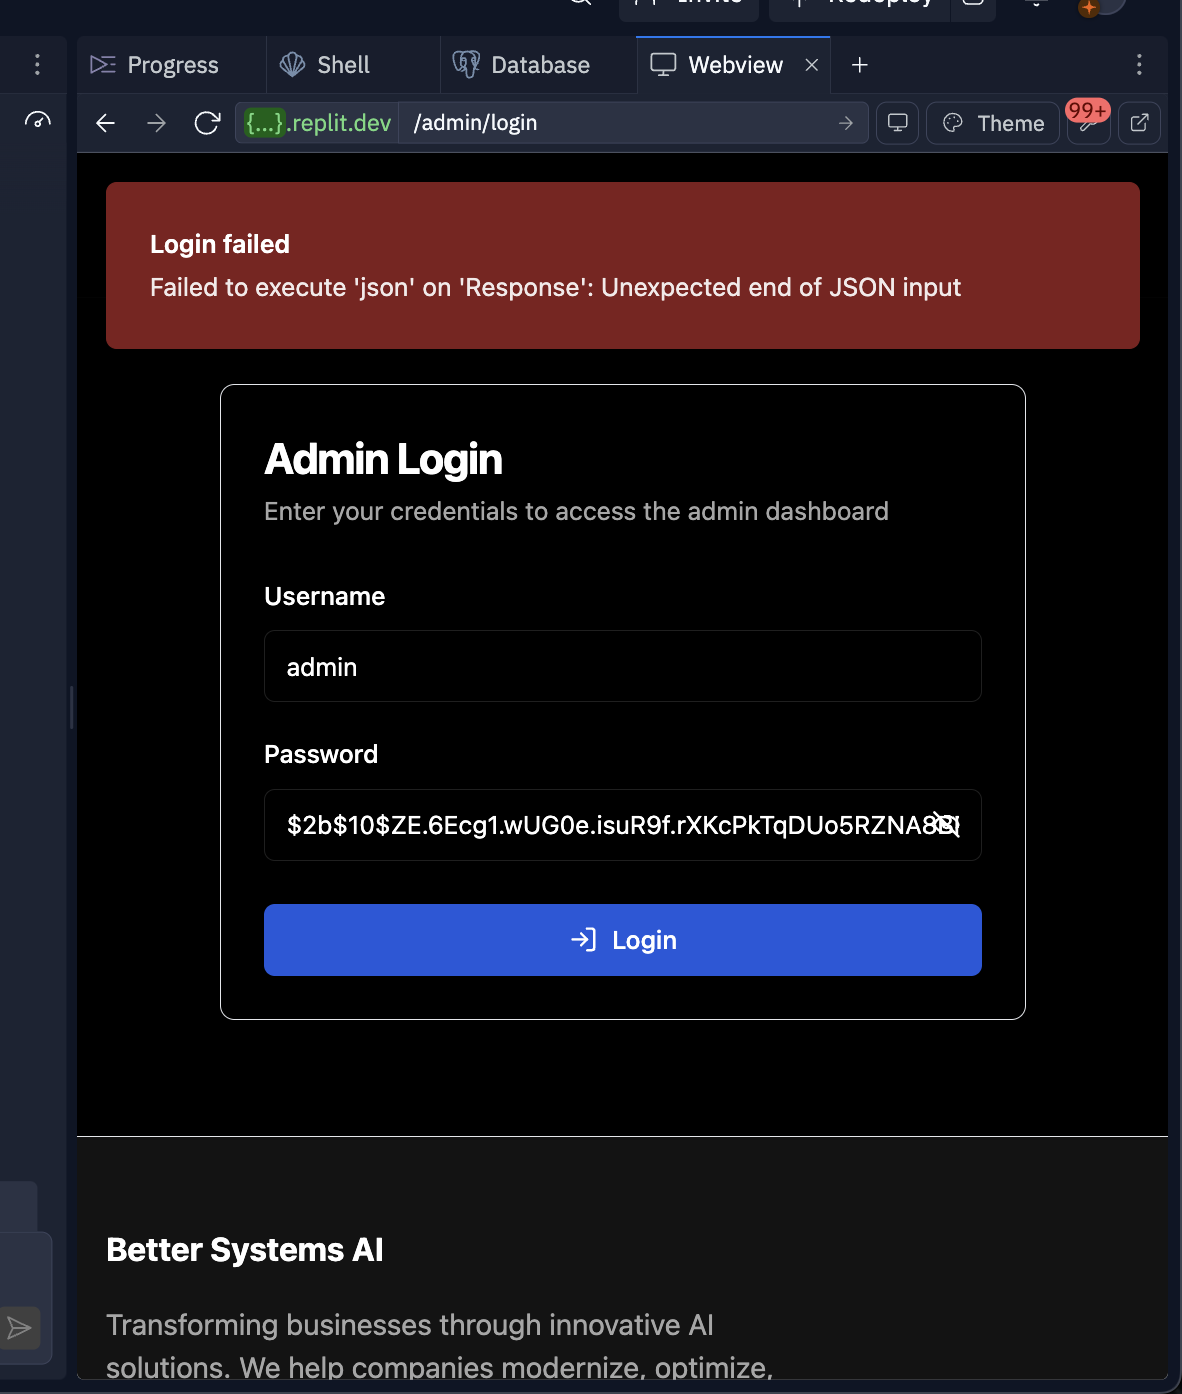 Invite
Redeploy
Progress
Shell
Database
Webview
{...}.replit.dev
/admin/login
Theme
99+
Login failed
Failed to execute 'json' on 'Response': Unexpected end of JSON input
Admin Login
Enter your credentials to access the admin dashboard
Username
admin
Password
$2b$10$ZE.6Ecg1.wUG0e.isuR9f.rXKcPkTqDUo5RZNA8
Login
Better Systems AI
Transforming businesses through innovative AI
solutions. We help companies modernize, optimize,